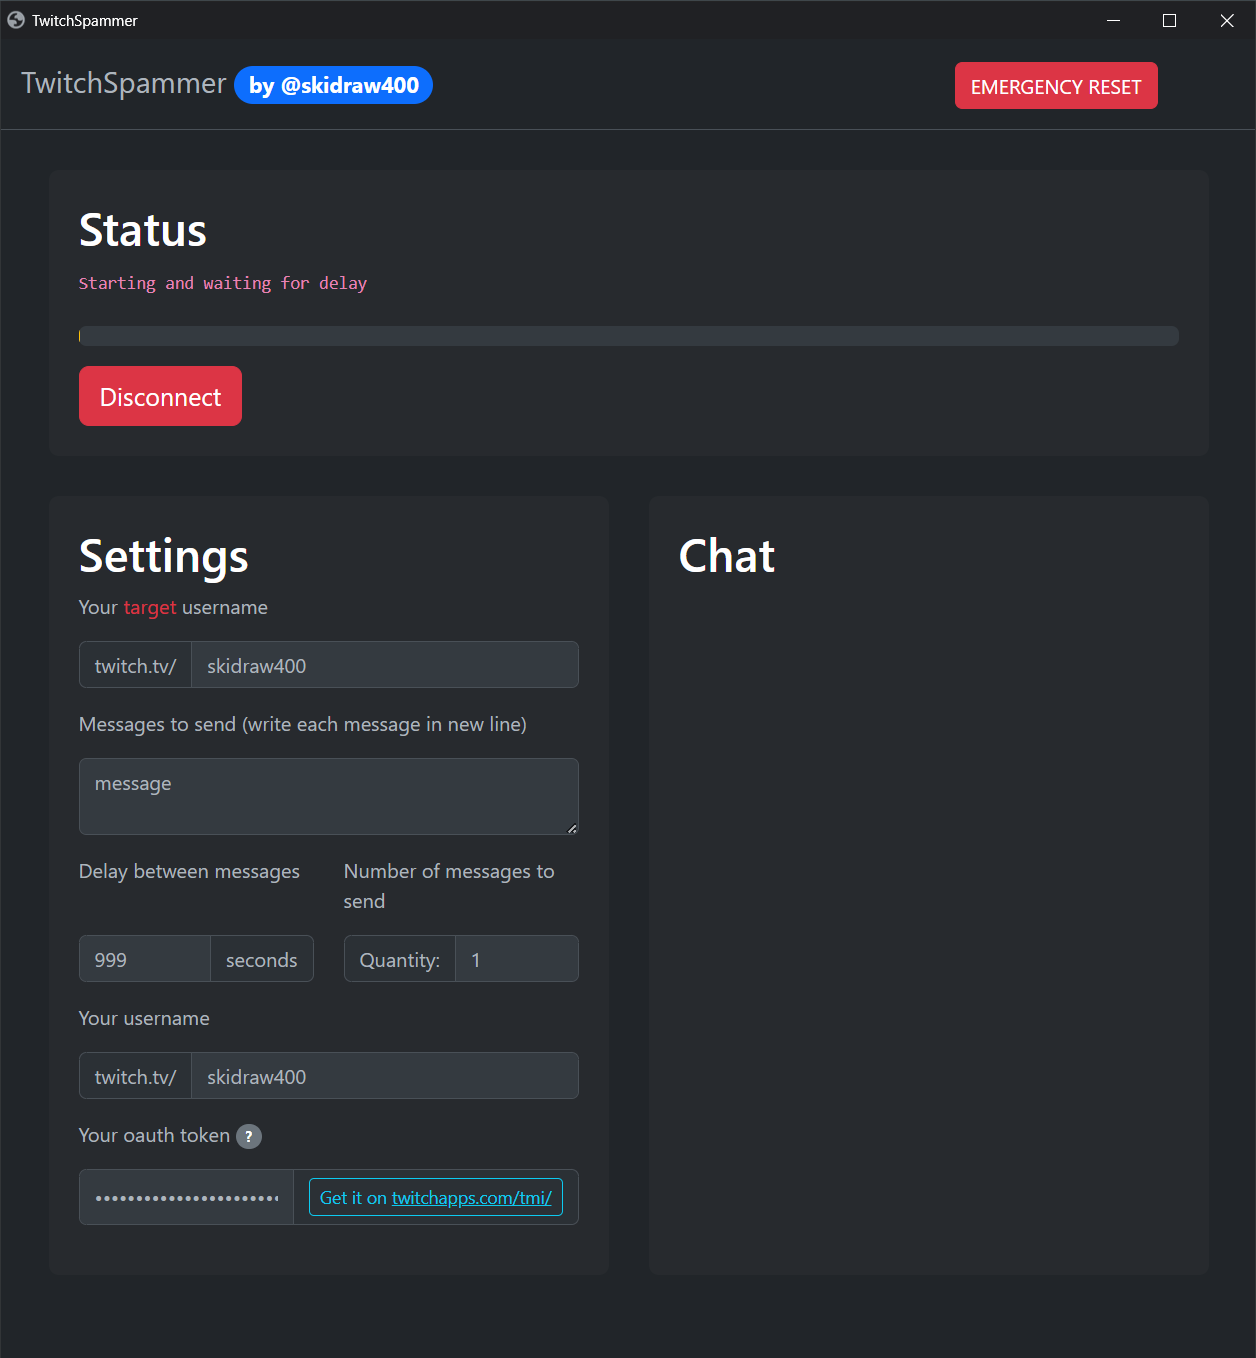 TwitchSpammer
TwitchSpammer by @skidraw400
EMERGENCY RESET
Status
Starting and waiting for delay
Disconnect
Settings
Your target username
twitch.tv/ skidraw400
Messages to send (write each message in new line)
message
Delay between messages
999 seconds
Number of messages to
send
Quantity: 1
Your username
twitch.tv/ skidraw400
Your oauth token ?
••••••••••••••••••••••• Get it on twitchapps.com/tmi/
Chat